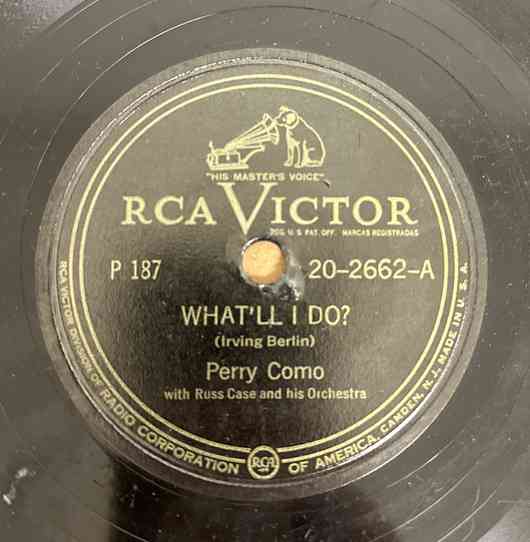 "HIS MASTER'S VOICE"
RCA VICTOR
REG. U. S. PAT. OFF. MARCAS REGISTRADAS
P 187
20-2662-A
WHAT'LL I DO?
(Irving Berlin)
Perry Como
with Russ Case and his Orchestra
RCA VICTOR DIVISION OF RADIO CORPORATION OF AMERICA, CAMDEN, N. J. MADE IN U. S. A.
RCA